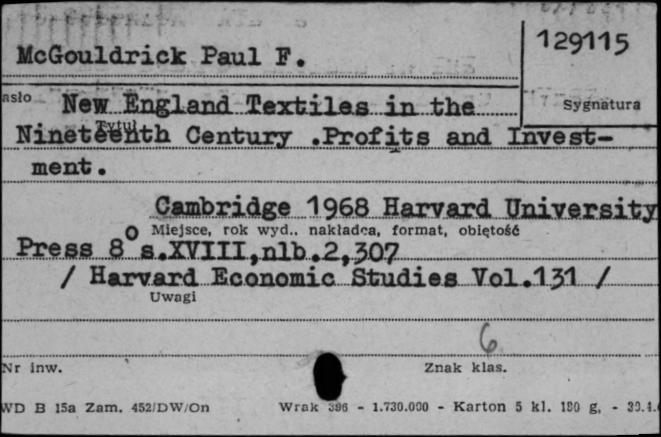 McGouldrick Paul F.
129115
asło
New England Textiles in the
Sygnatura
Tytuł
Nineteenth Century .Profits and Invest-
ment.
Cambridge 1968 Harvard University
Miejsce, rok wyd., nakładca, format, objętość
Press 8° s.XVIII,nlb.2,307
/ Harvard Economic Studies Vol.131 /
Uwagi
6
Nr inw.
Znak klas.
WD B 15a Zam. 452/DW/On
Wrak 396 - 1.730.000 - Karton 5 kl. 180 g, -